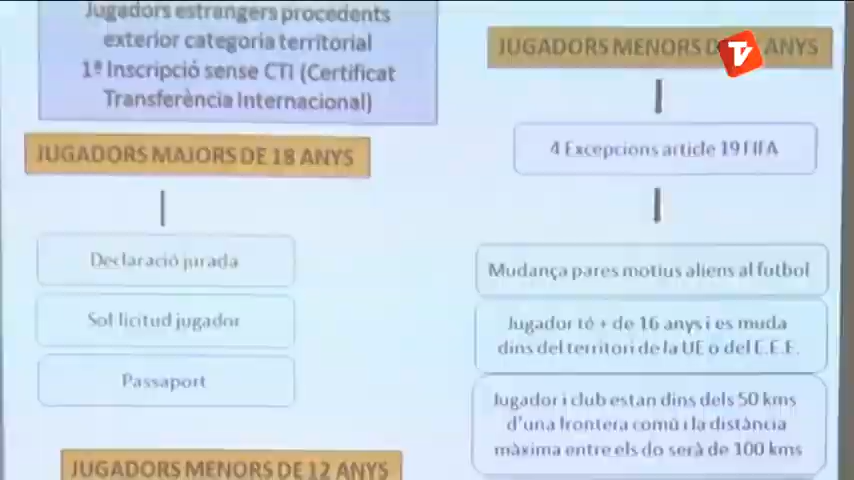 Jugadors estrangers procedents
exterior categoria territorial
1ª Inscripció sense CTI (Certificat
Transferència Internacional)
JUGADORS MAJORS DE 18 ANYS
Declaració jurada
Sol·licitud jugador
Passaport
JUGADORS MENORS DE 12 ANYS
JUGADORS MENORS D ANYS
TV
4 Excepcions article 19 FIFA
Mudança pares motius aliens al futbol
Jugador té + de 16 anys i es muda
dins del territori de la UE o del E.E.E.
Jugador i club estan dins dels 50 kms
d'una frontera comú i la distància
màxima entre els do serà de 100 kms